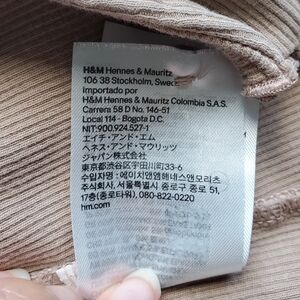 H&M Hennes & Mauritz
106 38 Stockholm,
Importado por
H&M Hennes & Mauritz Colombia S.A.S.
Carrera 58 D No. 146-51
Local 114 - Bogota D.C.
NIT:900.924.527-1
エイチ・アンド・エム
ヘネス・アンド・マウリッツ
ジャパン株式会社
東京都渋谷区宇田川町33-6
수입자명 : 에이치앤엠헤네스앤모리츠
주식회사, 서울특별시 종로구 종로 51,
17층(종로타워), 080-822-0220
hm.com